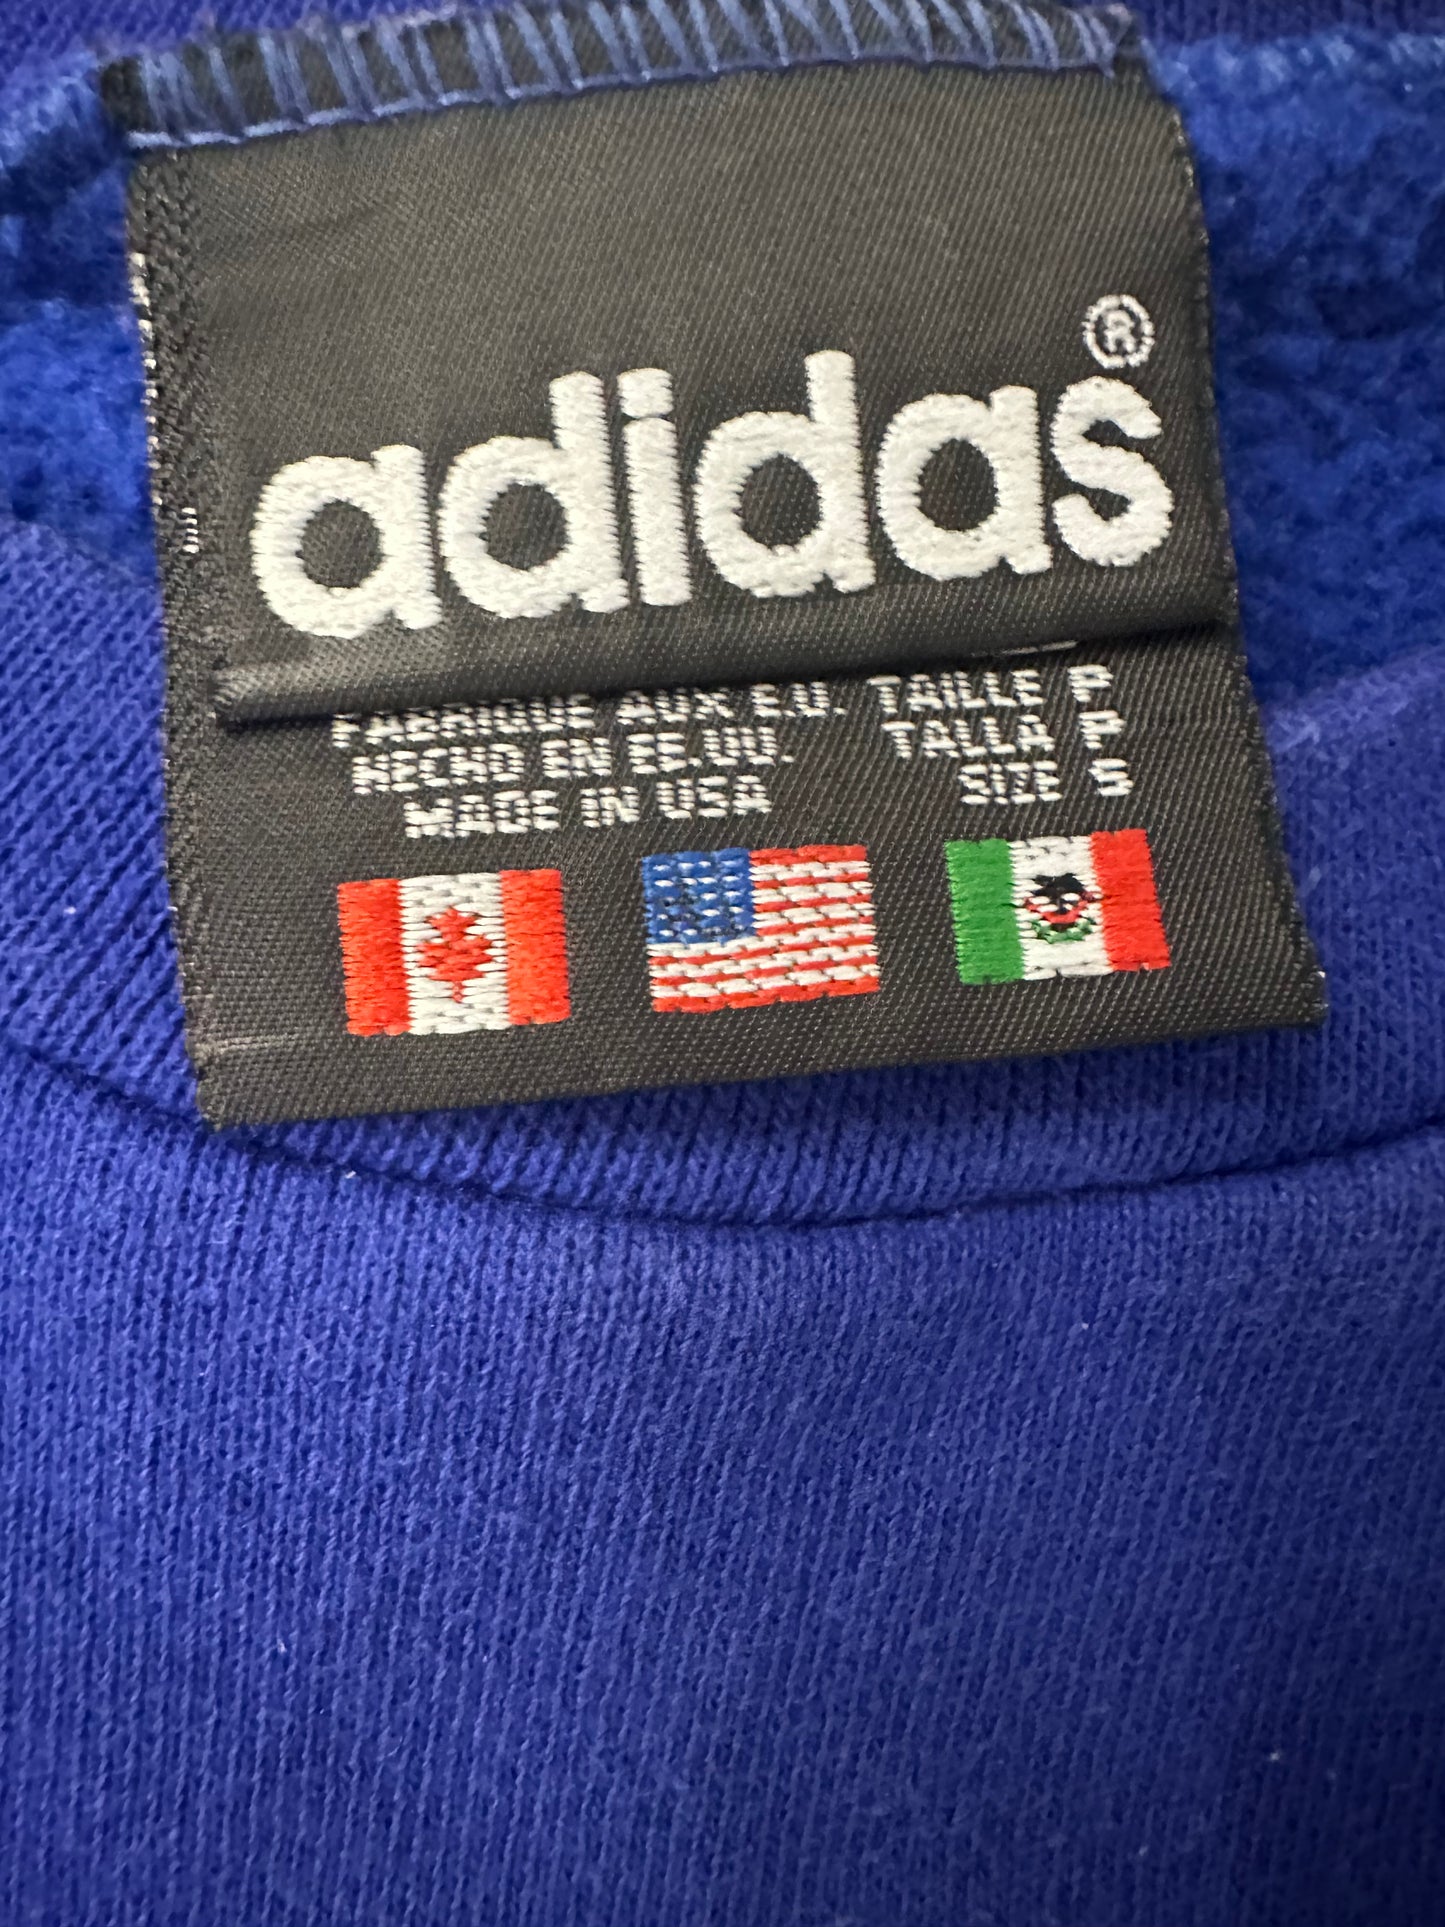 adidas®
FABRIQUE AUX E.U. TAILLE P
HECHO EN EE.UU. TALLA P
MADE IN USA SIZE S